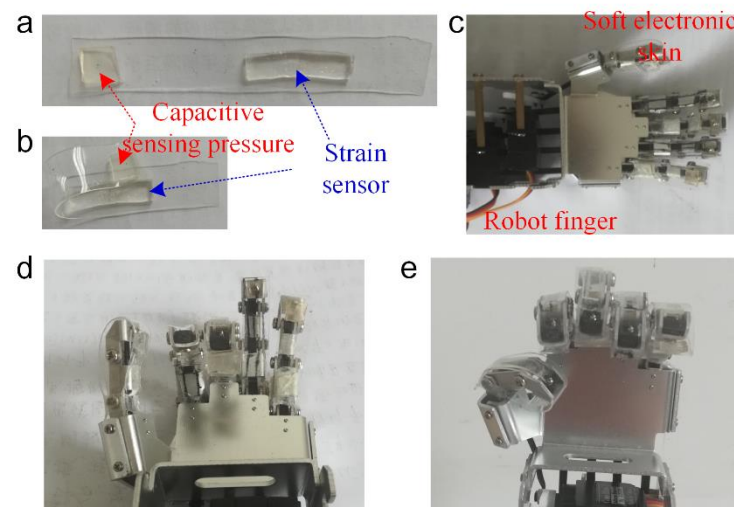 a
Capacitive
sensing pressure
b
Strain
sensor
c
Soft electronic
skin
Robot finger
d
e